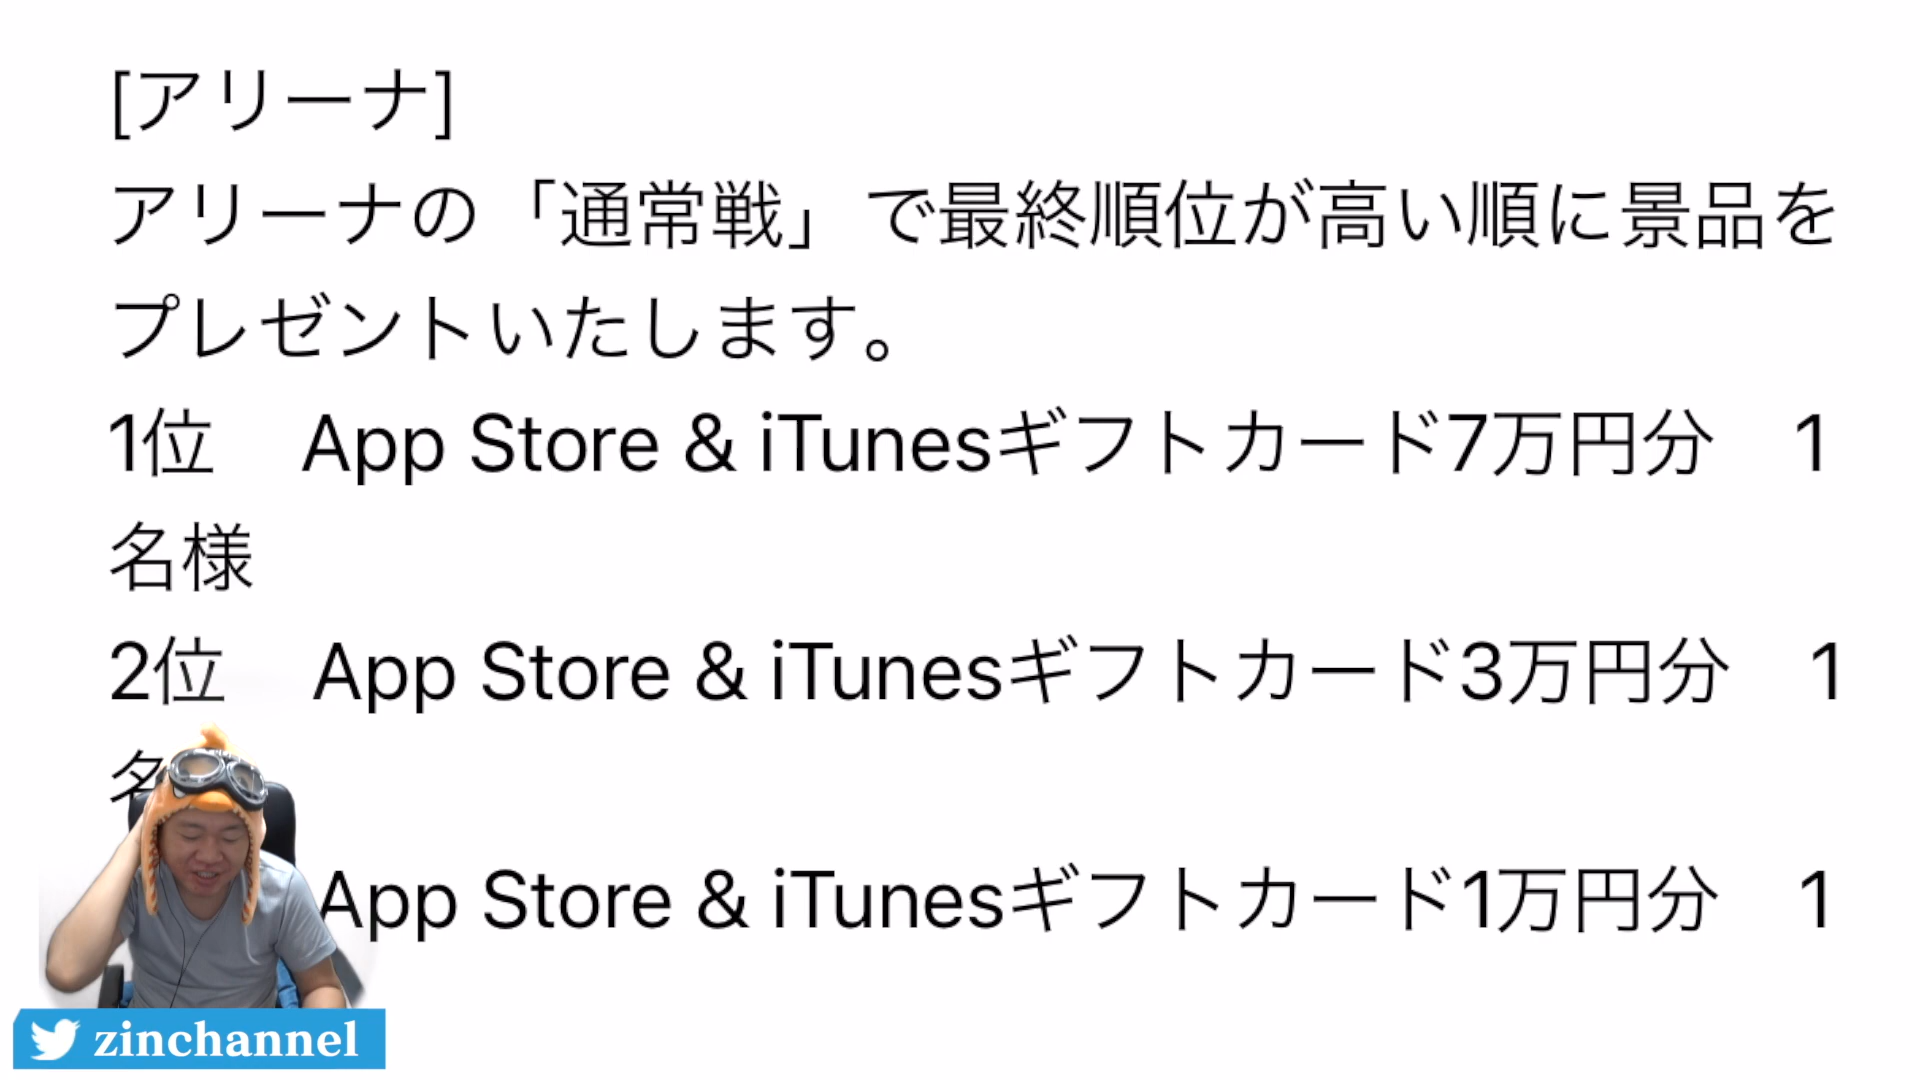 [アリーナ]
アリーナの「通常戦」で最終順位が高い順に景品を
プレゼントいたします。
1位　App Store & iTunesギフトカード7万円分　1
名様
2位　App Store & iTunesギフトカード3万円分　1
名
App Store & iTunesギフトカード1万円分　1
zinchannel